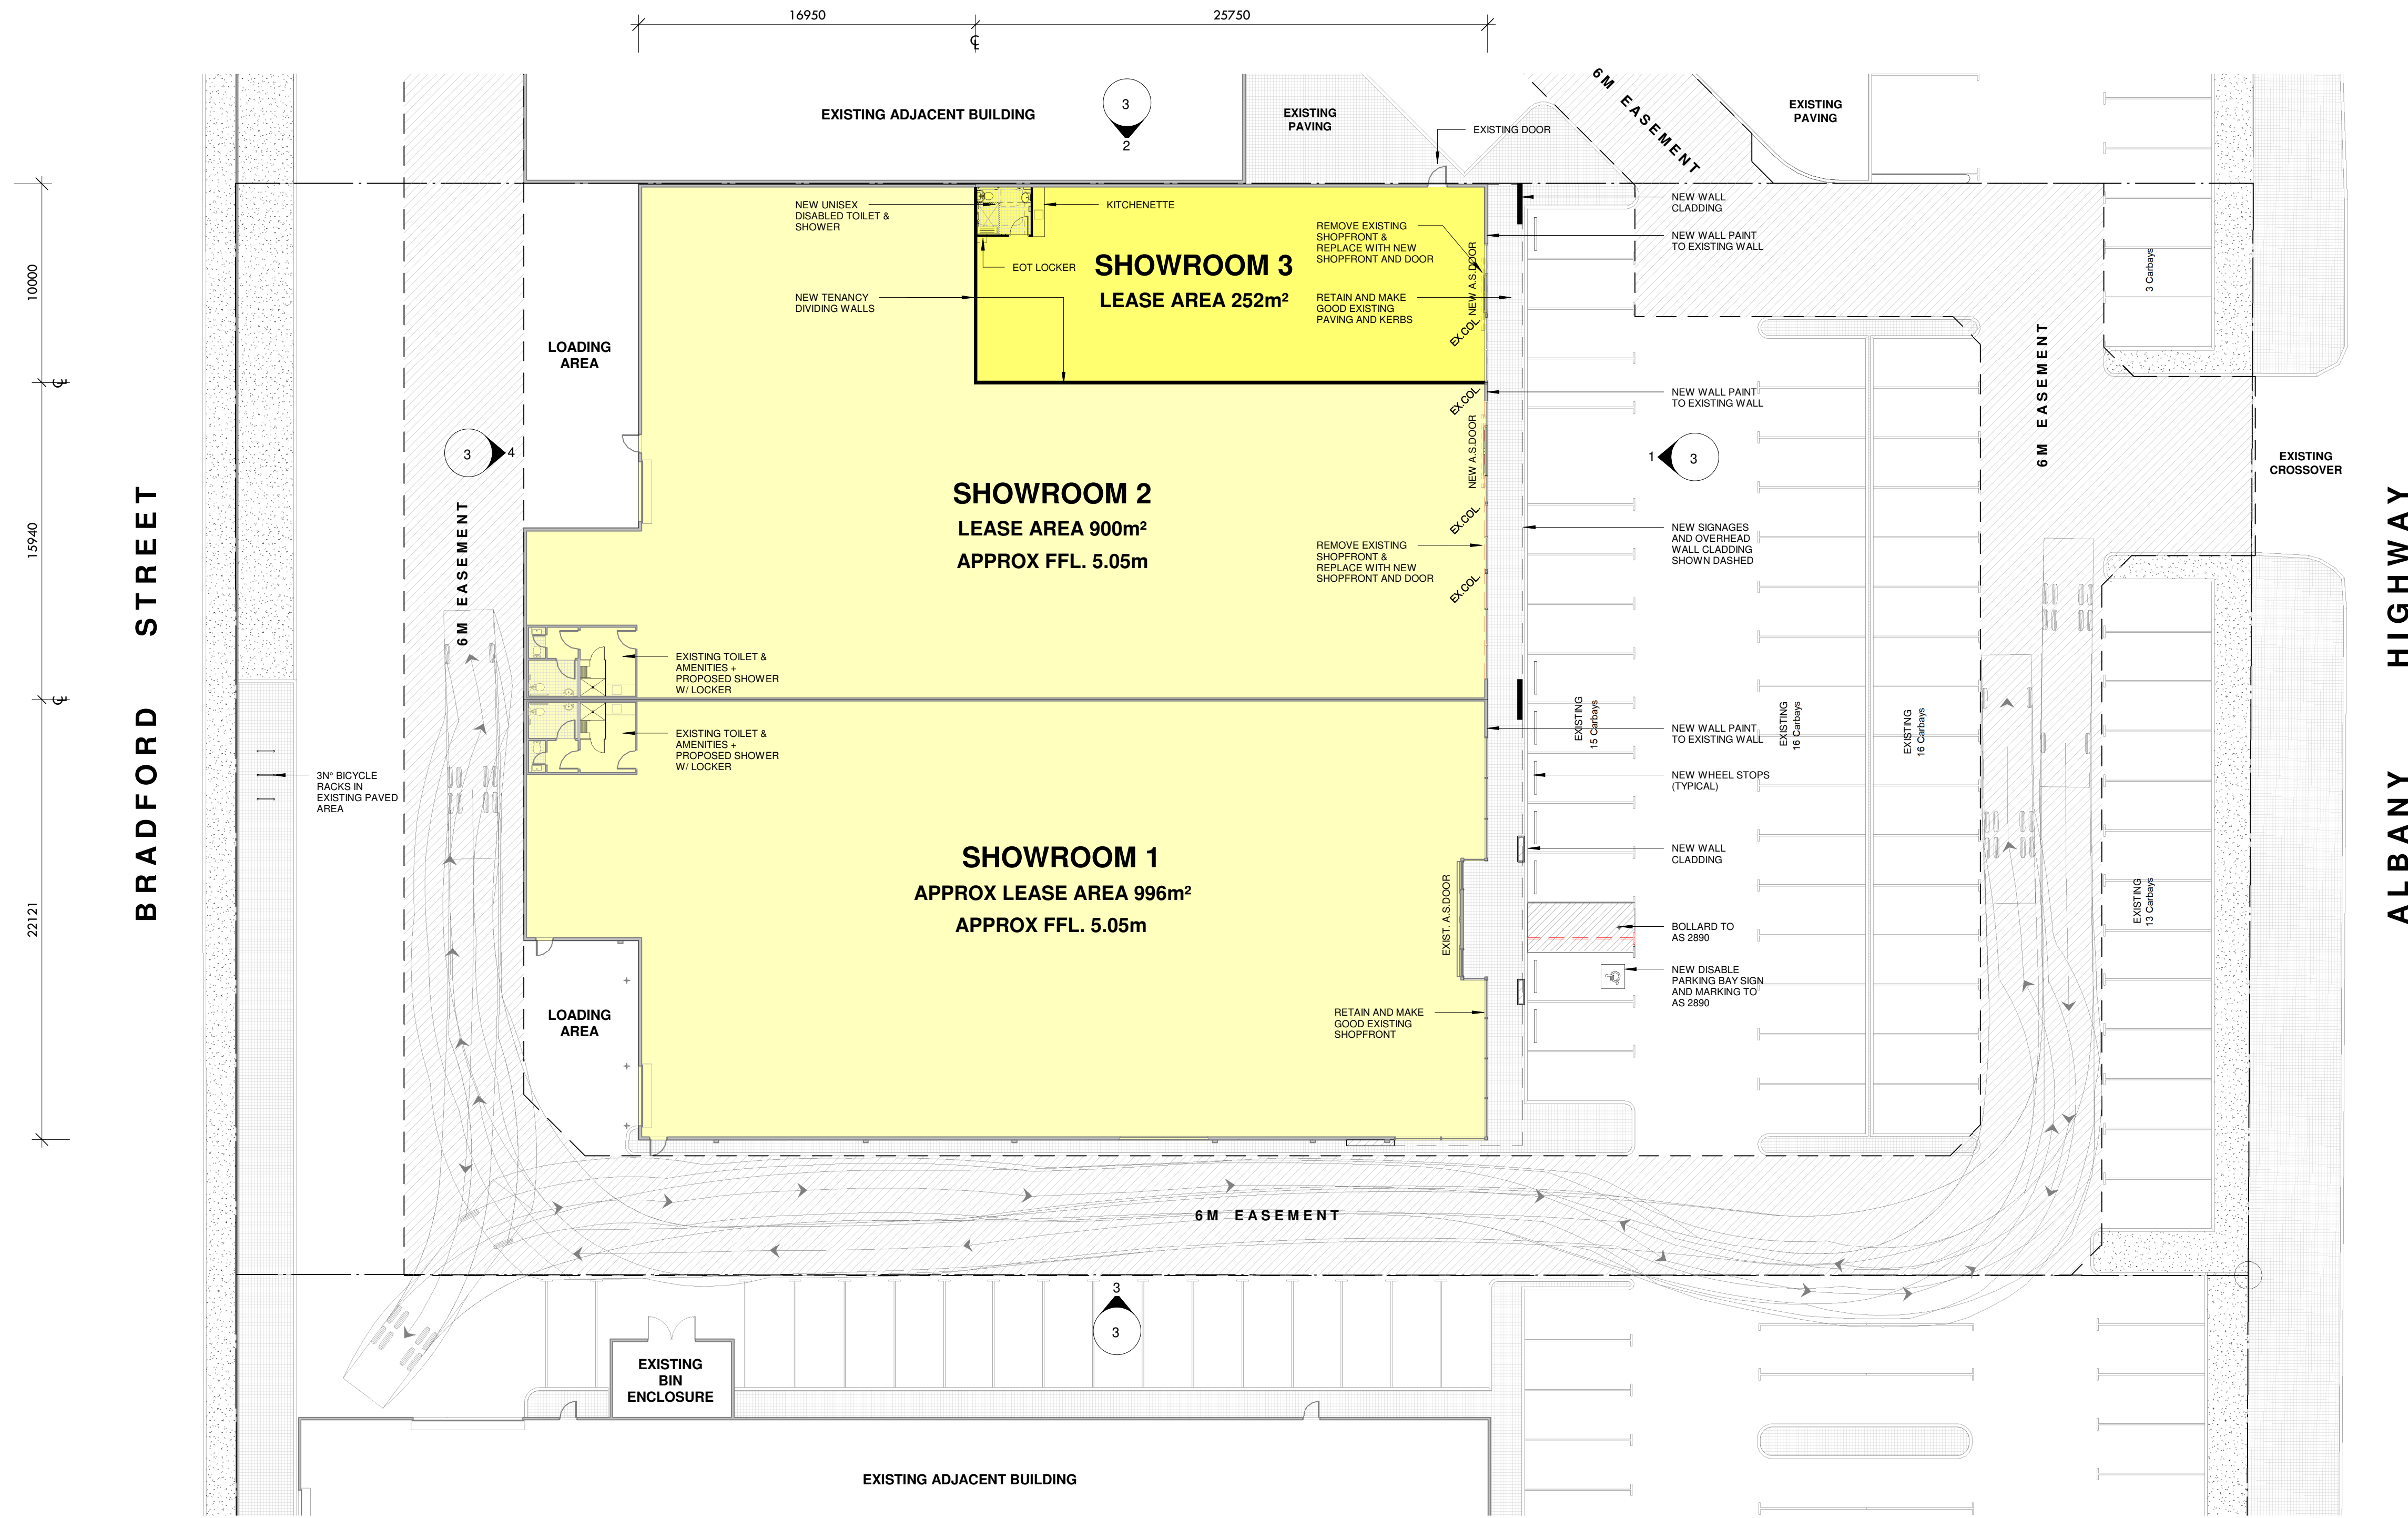 16950
25750
℄
EXISTING ADJACENT BUILDING
3
2
EXISTING
PAVING
EXISTING DOOR
6M EASEMENT
EXISTING
PAVING
NEW UNISEX
DISABLED TOILET &
SHOWER
KITCHENETTE
EOT LOCKER
NEW TENANCY
DIVIDING WALLS
SHOWROOM 3
LEASE AREA 252m²
REMOVE EXISTING
SHOPFRONT &
REPLACE WITH NEW
SHOPFRONT AND DOOR
RETAIN AND MAKE
GOOD EXISTING
PAVING AND KERBS
NEW A.S.DOOR
EX.COL.
NEW WALL
CLADDING
NEW WALL PAINT
TO EXISTING WALL
3 Carbays
10000
℄
15940
℄
22121
LOADING
AREA
3
4
6M EASEMENT
BRADFORD STREET
EX.COL.
NEW A.S.DOOR
EX.COL.
EX.COL.
NEW WALL PAINT
TO EXISTING WALL
1
3
6M EASEMENT
EXISTING
CROSSOVER
ALBANY HIGHWAY
SHOWROOM 2
LEASE AREA 900m²
APPROX FFL. 5.05m
REMOVE EXISTING
SHOPFRONT &
REPLACE WITH NEW
SHOPFRONT AND DOOR
NEW SIGNAGES
AND OVERHEAD
WALL CLADDING
SHOWN DASHED
EXISTING TOILET &
AMENITIES +
PROPOSED SHOWER
W/ LOCKER
EXISTING TOILET &
AMENITIES +
PROPOSED SHOWER
W/ LOCKER
EXISTING
15 Carbays
EXISTING
16 Carbays
EXISTING
16 Carbays
NEW WALL PAINT
TO EXISTING WALL
3N° BICYCLE
RACKS IN
EXISTING PAVED
AREA
NEW WHEEL STOPS
(TYPICAL)
NEW WALL
CLADDING
SHOWROOM 1
APPROX LEASE AREA 996m²
APPROX FFL. 5.05m
EXIST. A.S.DOOR
EXISTING
13 Carbays
BOLLARD TO
AS 2890
NEW DISABLE
PARKING BAY SIGN
AND MARKING TO
AS 2890
LOADING
AREA
RETAIN AND MAKE
GOOD EXISTING
SHOPFRONT
6M EASEMENT
3
3
EXISTING
BIN
ENCLOSURE
EXISTING ADJACENT BUILDING